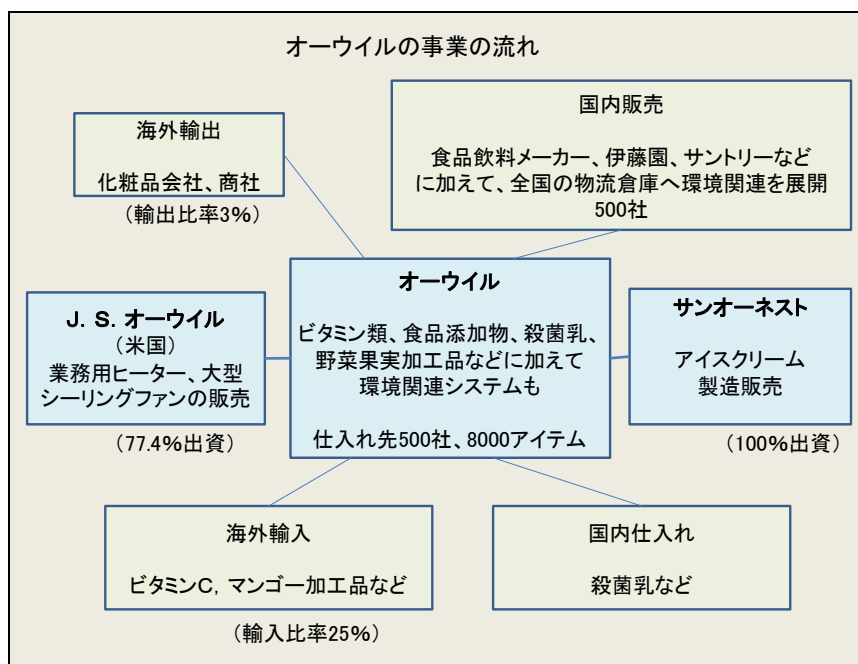 オーウイルの事業の流れ
海外輸出
化粧品会社、商社
（輸出比率3%）
国内販売
食品飲料メーカー、伊藤園、サントリーなど
に加えて、全国の物流倉庫へ環境関連を展開
500社
J．S．オーウイル
（米国）
業務用ヒーター、大型
シーリングファンの販売
（77.4%出資）
オーウイル
ビタミン類、食品添加物、殺菌乳、
野菜果実加工品などに加えて
環境関連システムも
仕入れ先500社、8000アイテム
サンオーネスト
アイスクリーム
製造販売
（100%出資）
海外輸入
ビタミンC，マンゴー加工品など
（輸入比率25%）
国内仕入れ
殺菌乳など